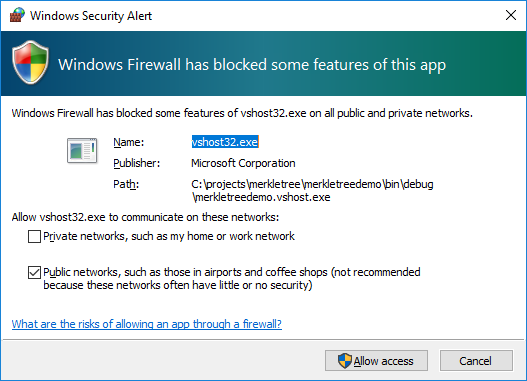 Windows Security Alert
Windows Firewall has blocked some features of this app
Windows Firewall has blocked some features of vshost32.exe on all public and private networks.
Name: vshost32.exe
Publisher: Microsoft Corporation
Path: C:\projects\merkletree\merkletreedemo\bin\debug
\merkletreedemo.vshost.exe
Allow vshost32.exe to communicate on these networks:
Private networks, such as my home or work network
Public networks, such as those in airports and coffee shops (not recommended
because these networks often have little or no security)
What are the risks of allowing an app through a firewall?
Allow access Cancel